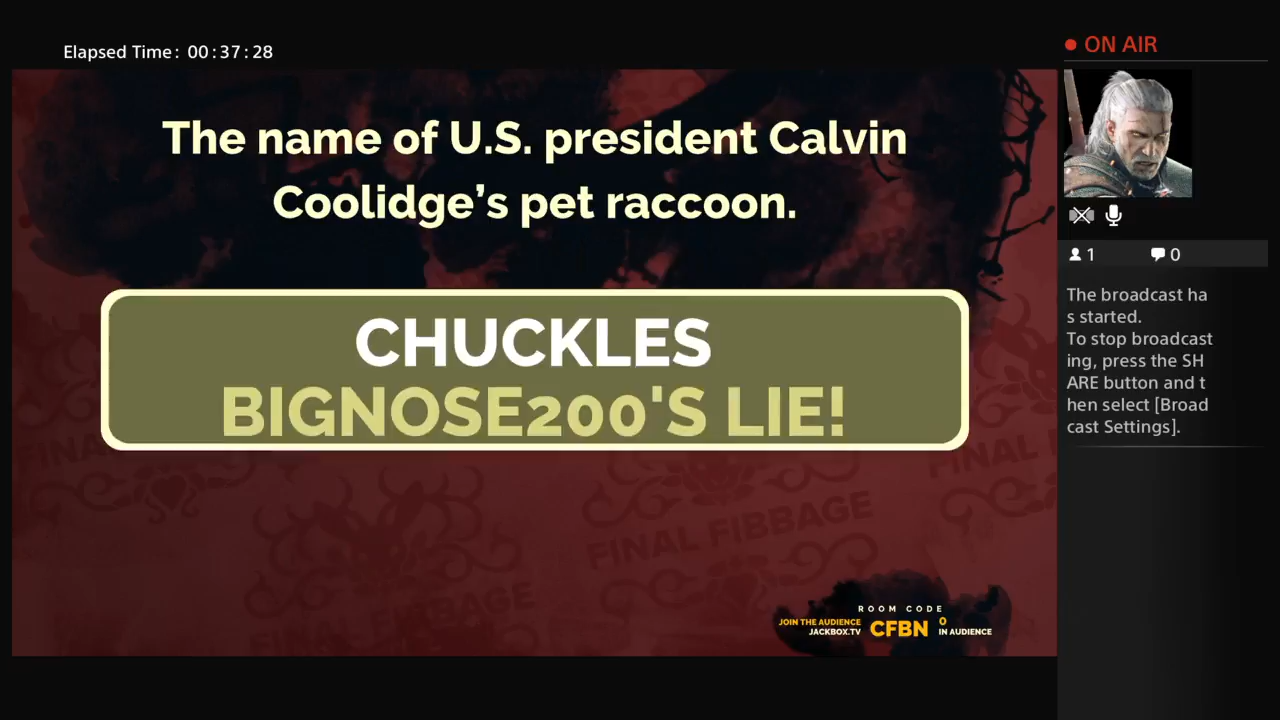 Elapsed Time: 00:37:28
ON AIR
The name of U.S. president Calvin
Coolidge’s pet raccoon.
CHUCKLES
BIGNOSE200'S LIE!
1
0
The broadcast ha
s started.
To stop broadcast
ing, press the SH
ARE button and t
hen select [Broad
cast Settings].
FINAL FIBBAGE
FINAL FIBBAGE
ROOM CODE
JOIN THE AUDIENCE
JACKBOX.TV
CFBN
0
IN AUDIENCE